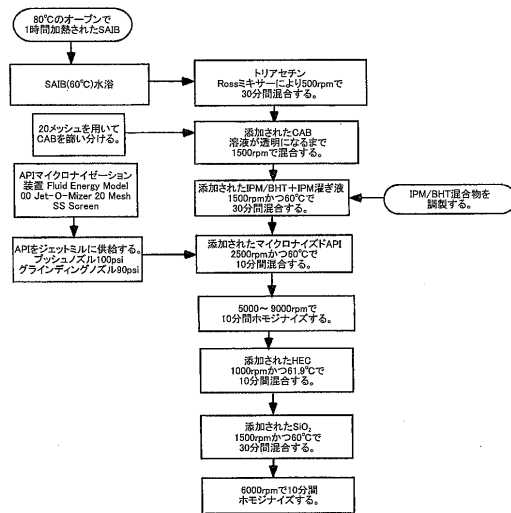 80℃のオーブンで
1時間加熱されたSAIB
SAIB(60℃)水浴
トリアセチン
Rossミキサーにより500rpmで
30分間混合する。
20メッシュを用いて
CABを篩い分ける。
添加されたCAB
溶液が透明になるまで
1500rpmで混合する。
APIマイクロナイゼーション
装置 Fluid Energy Model
00 Jet-O-Mizer 20 Mesh
SS Screen
添加されたIPM/BHT＋IPM濯ぎ液
1500rpmかつ60℃で
30分間混合する。
IPM/BHT混合物を
調製する。
APIをジェットミルに供給する。
プッシュノズル100psi
グラインディングノズル90psi
添加されたマイクロナイズドAPI
2500rpmかつ60℃で
10分間混合する。
5000～9000rpmで
10分間ホモジナイズする。
添加されたHEC
1000rpmかつ61.9℃で
10分間混合する。
添加されたSiO₂
1500rpmかつ60℃で
30分間混合する。
6000rpmで10分間
ホモジナイズする。